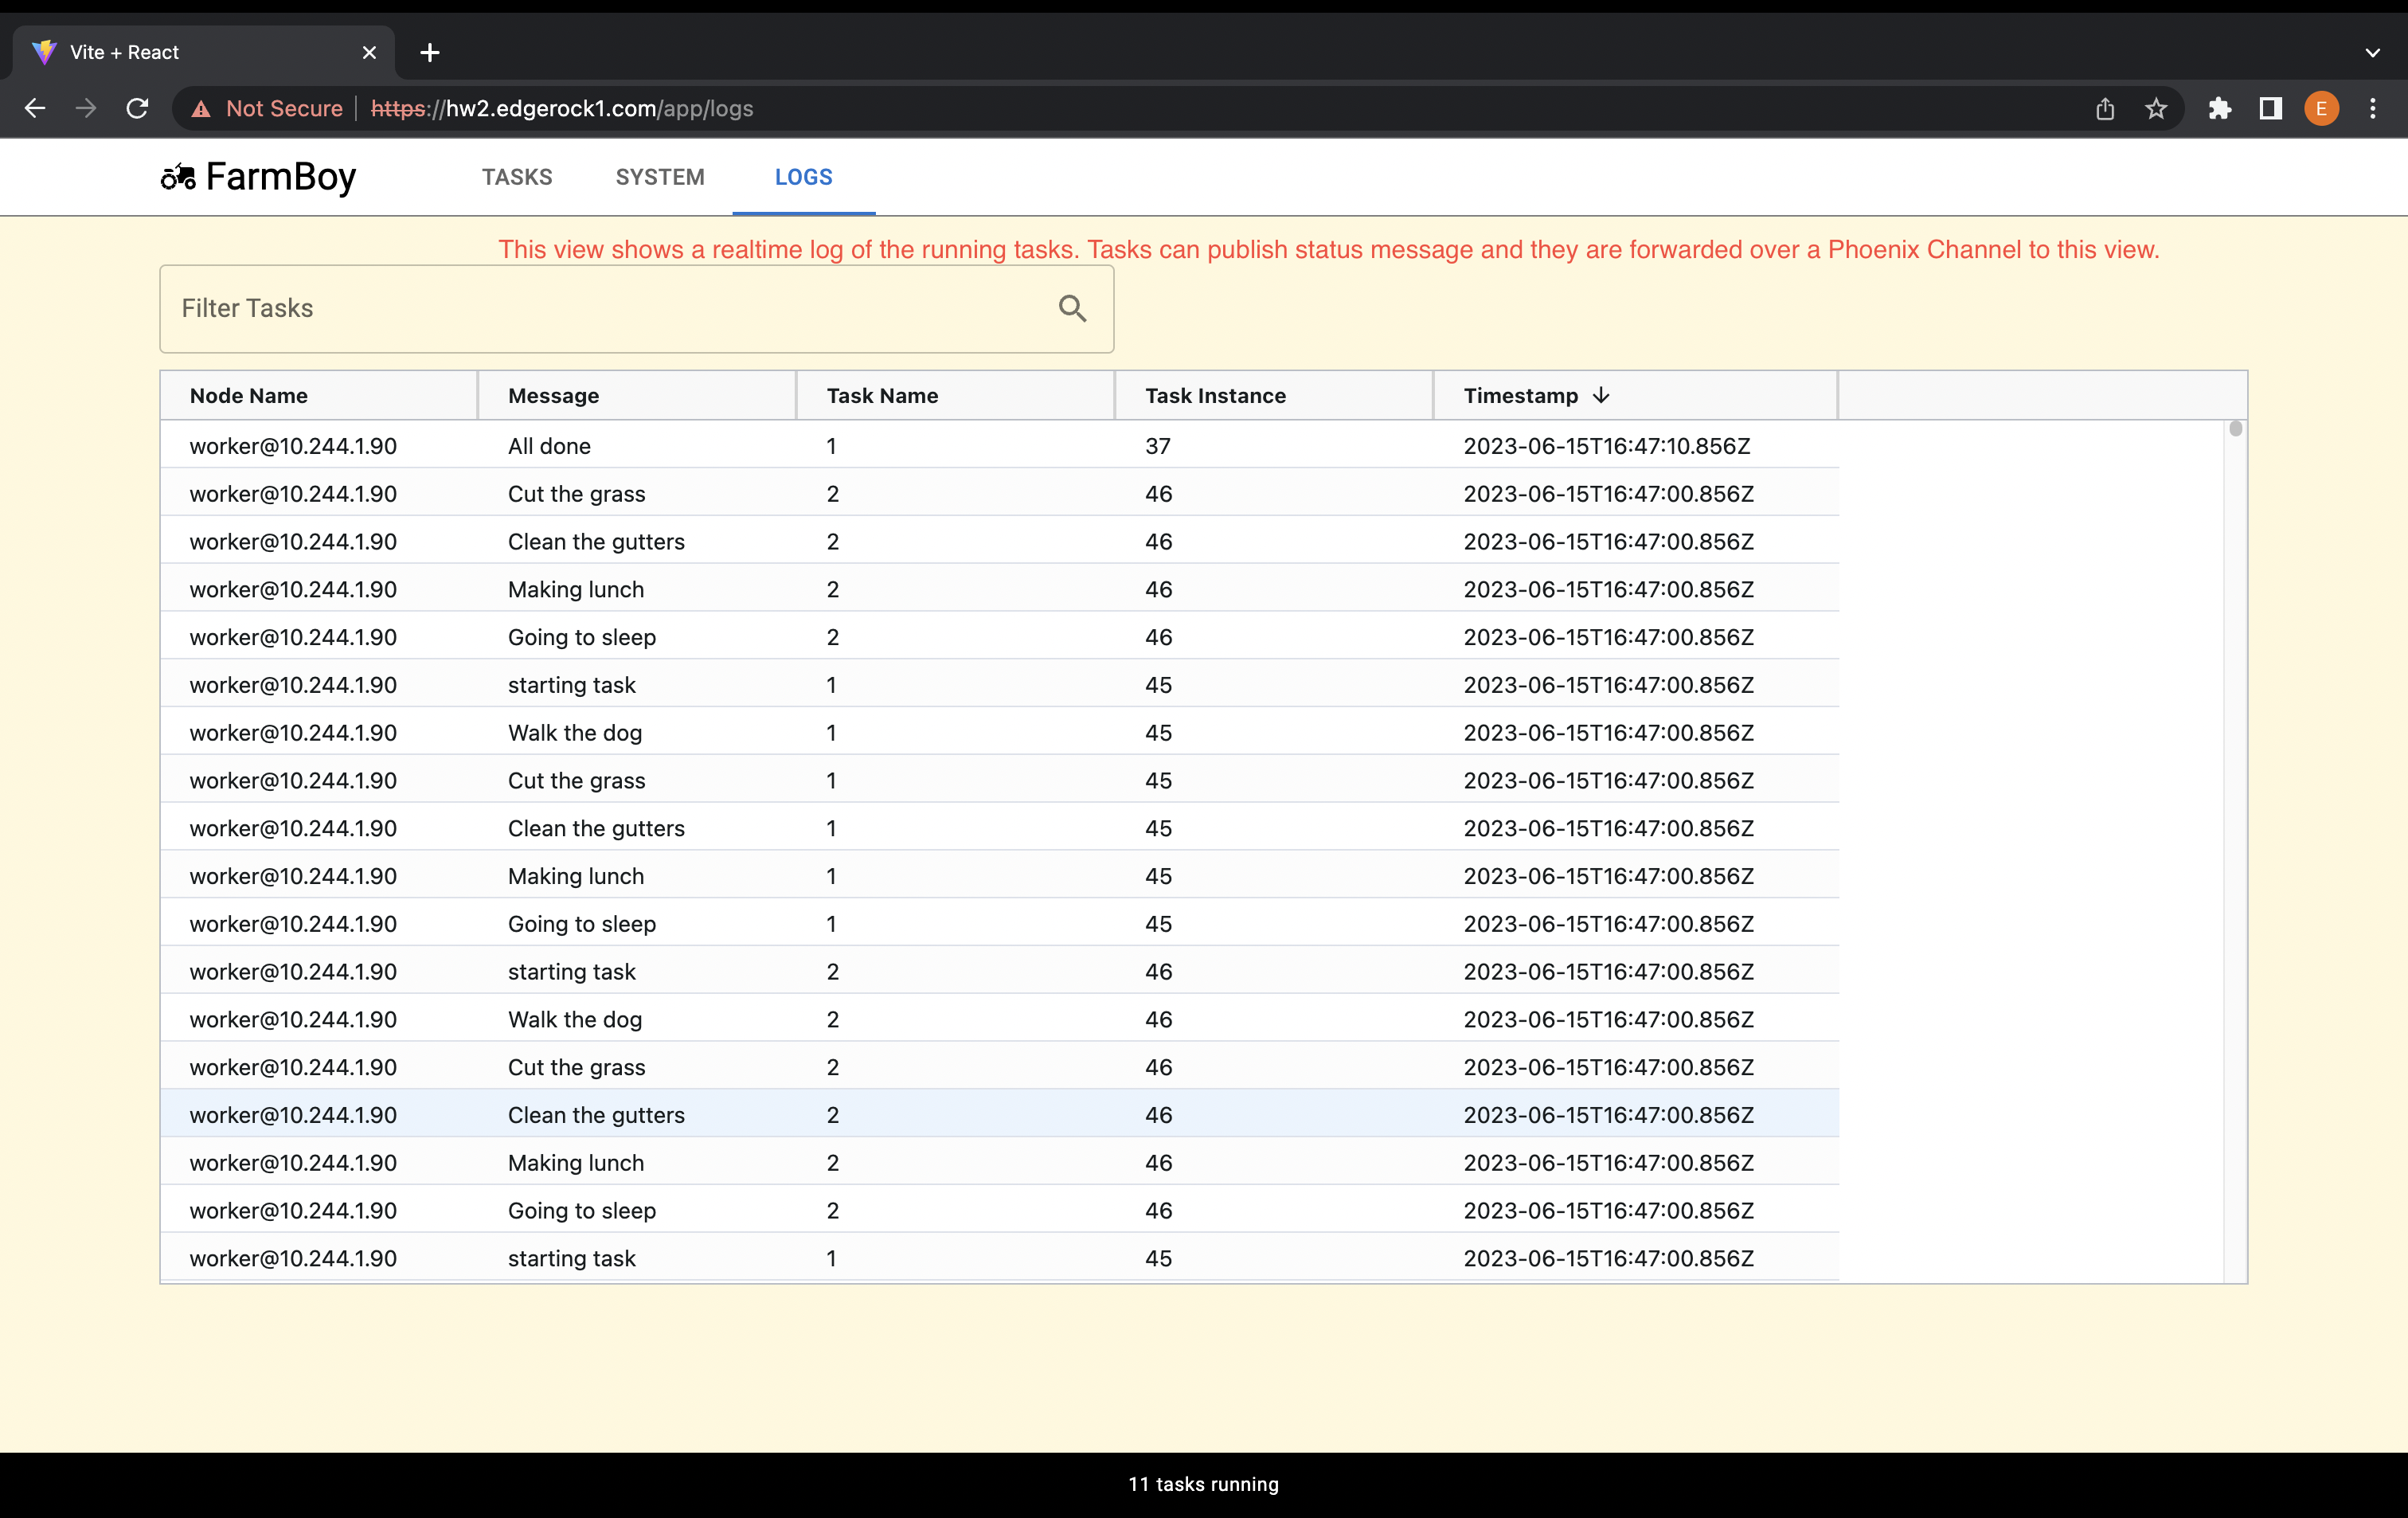 Vite + React
Not Secure https://hw2.edgerock1.com/app/logs E
FarmBoy TASKS SYSTEM LOGS
This view shows a realtime log of the running tasks. Tasks can publish status message and they are forwarded over a Phoenix Channel to this view.
Filter Tasks
Node Name Message Task Name Task Instance Timestamp
worker@10.244.1.90 All done 1 37 2023-06-15T16:47:10.856Z
worker@10.244.1.90 Cut the grass 2 46 2023-06-15T16:47:00.856Z
worker@10.244.1.90 Clean the gutters 2 46 2023-06-15T16:47:00.856Z
worker@10.244.1.90 Making lunch 2 46 2023-06-15T16:47:00.856Z
worker@10.244.1.90 Going to sleep 2 46 2023-06-15T16:47:00.856Z
worker@10.244.1.90 starting task 1 45 2023-06-15T16:47:00.856Z
worker@10.244.1.90 Walk the dog 1 45 2023-06-15T16:47:00.856Z
worker@10.244.1.90 Cut the grass 1 45 2023-06-15T16:47:00.856Z
worker@10.244.1.90 Clean the gutters 1 45 2023-06-15T16:47:00.856Z
worker@10.244.1.90 Making lunch 1 45 2023-06-15T16:47:00.856Z
worker@10.244.1.90 Going to sleep 1 45 2023-06-15T16:47:00.856Z
worker@10.244.1.90 starting task 2 46 2023-06-15T16:47:00.856Z
worker@10.244.1.90 Walk the dog 2 46 2023-06-15T16:47:00.856Z
worker@10.244.1.90 Cut the grass 2 46 2023-06-15T16:47:00.856Z
worker@10.244.1.90 Clean the gutters 2 46 2023-06-15T16:47:00.856Z
worker@10.244.1.90 Making lunch 2 46 2023-06-15T16:47:00.856Z
worker@10.244.1.90 Going to sleep 2 46 2023-06-15T16:47:00.856Z
worker@10.244.1.90 starting task 1 45 2023-06-15T16:47:00.856Z
11 tasks running